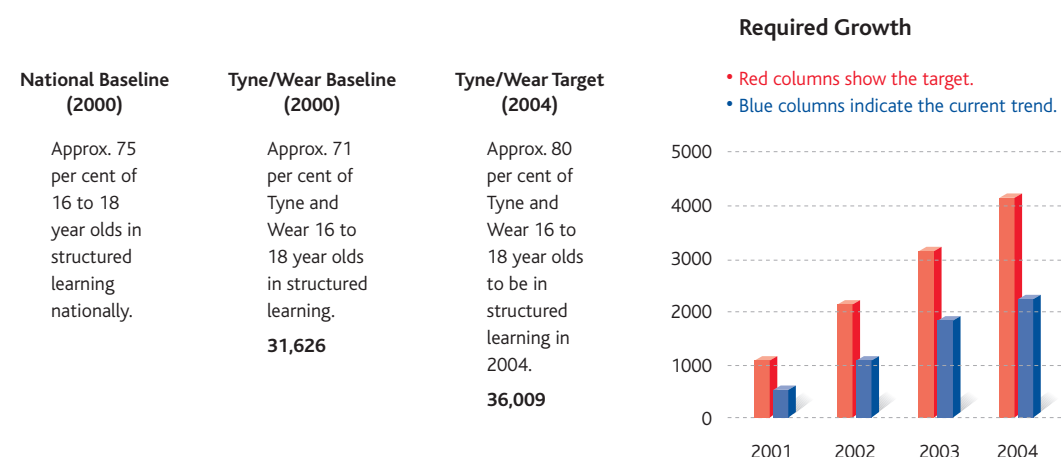 Required Growth
National Baseline
(2000)
Approx. 75
per cent of
16 to 18
year olds in
structured
learning
nationally.
Tyne/Wear Baseline
(2000)
Approx. 71
per cent of
Tyne and
Wear 16 to
18 year olds
in structured
learning.
31,626
Tyne/Wear Target
(2004)
Approx. 80
per cent of
Tyne and
Wear 16 to
18 year olds
to be in
structured
learning in
2004.
36,009
• Red columns show the target.
• Blue columns indicate the current trend.
5000
4000
3000
2000
1000
0
2001 2002 2003 2004